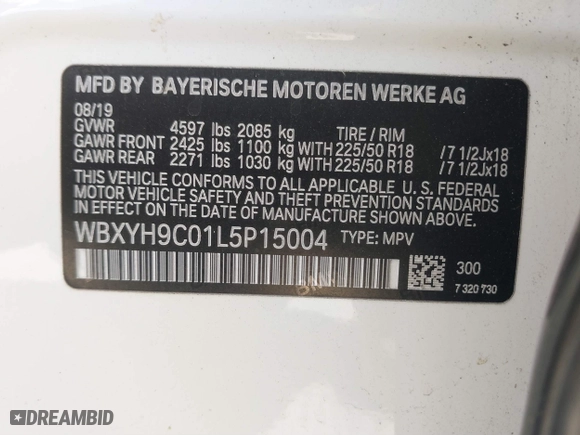 MFD BY BAYERISCHE MOTOREN WERKE AG
08/19
GVWR 4597 lbs 2085 kg TIRE / RIM
GAWR FRONT 2425 lbs 1100 kg WITH 225/50 R18 /7 1/2Jx18
GAWR REAR 2271 lbs 1030 kg WITH 225/50 R18 /7 1/2Jx18
THIS VEHICLE CONFORMS TO ALL APPLICABLE U. S. FEDERAL
MOTOR VEHICLE SAFETY AND THEFT PREVENTION STANDARDS
IN EFFECT ON THE DATE OF MANUFACTURE SHOWN ABOVE.
WBXYH9C01L5P15004 TYPE: MPV
300
7 320 730
DREAMBID